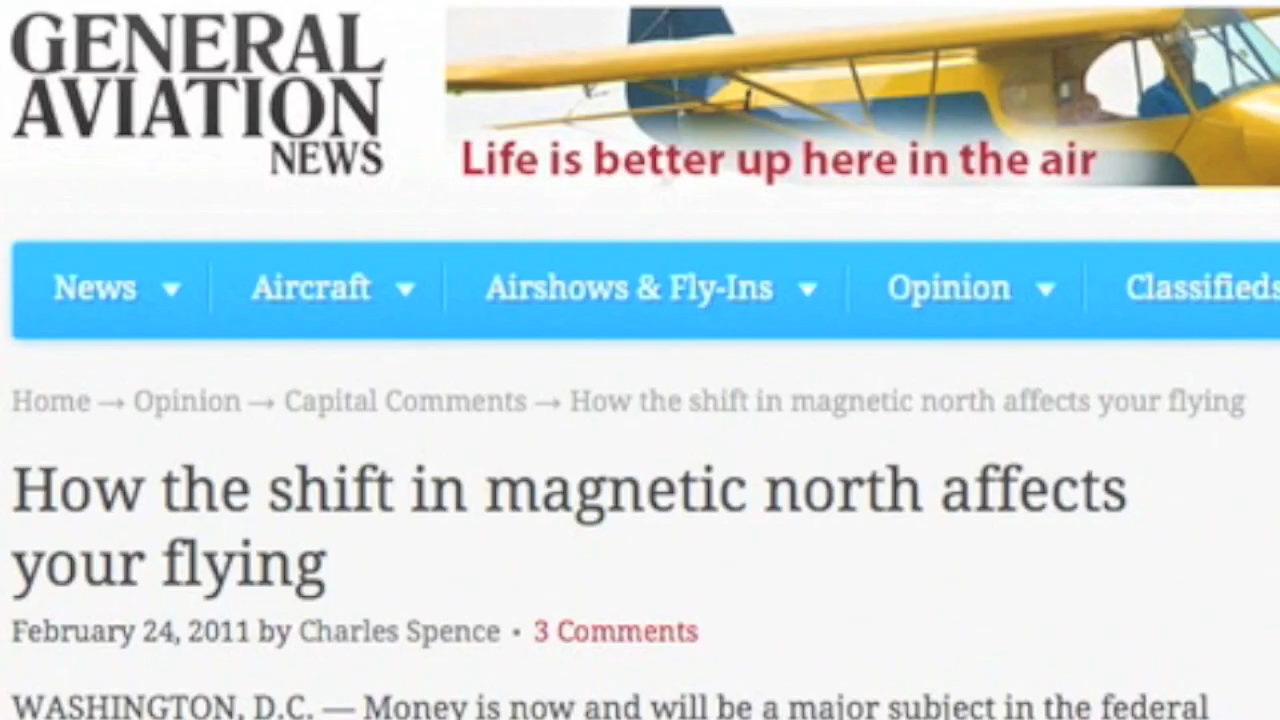 GENERAL
AVIATION
NEWS
Life is better up here in the air
News
Aircraft
Airshows & Fly-Ins
Opinion
Classifieds
Home → Opinion → Capital Comments → How the shift in magnetic north affects your flying
How the shift in magnetic north affects
your flying
February 24, 2011 by Charles Spence • 3 Comments
WASHINGTON, D.C. — Money is now and will be a major subject in the federal